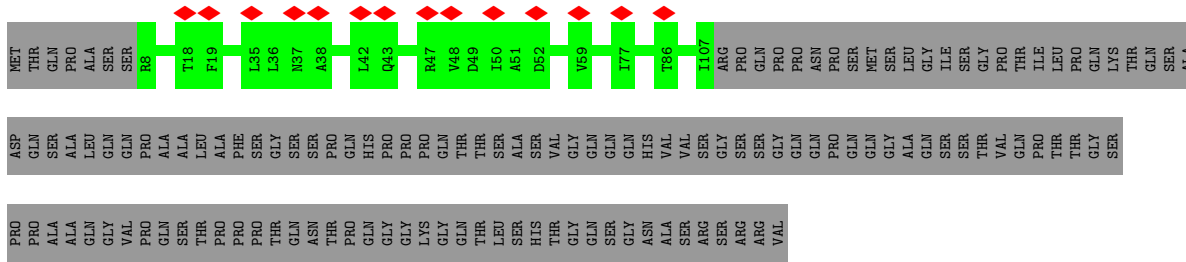 MET THR GLN PRO ALA SER SER R8 T18 F19 L35 L36 N37 A38 L42 Q43 R47 V48 D49 I50 A51 D52 V59 I77 T86 I107 ARG PRO GLN PRO PRO ASN PRO SER MET SER LEU GLY ILE SER GLY PRO THR ILE LEU PRO GLN LYS THR GLN SER ALA
ASP GLN SER ALA LEU GLN GLN PRO ALA ALA LEU ALA PHE SER GLY SER SER PRO GLN HIS PRO PRO PRO GLN THR THR SER ALA SER VAL GLY GLN GLN GLN HIS VAL VAL SER GLY SER SER GLY GLN GLN PRO GLN GLN GLY ALA GLN SER SER THR VAL GLN PRO THR THR GLY SER
PRO PRO ALA ALA GLN GLY VAL PRO GLN SER THR PRO PRO PRO THR GLN ASN THR PRO GLN GLY GLY LYS GLY GLN THR LEU SER HIS THR GLY GLN SER GLY ASN ALA SER ARG SER ARG ARG VAL